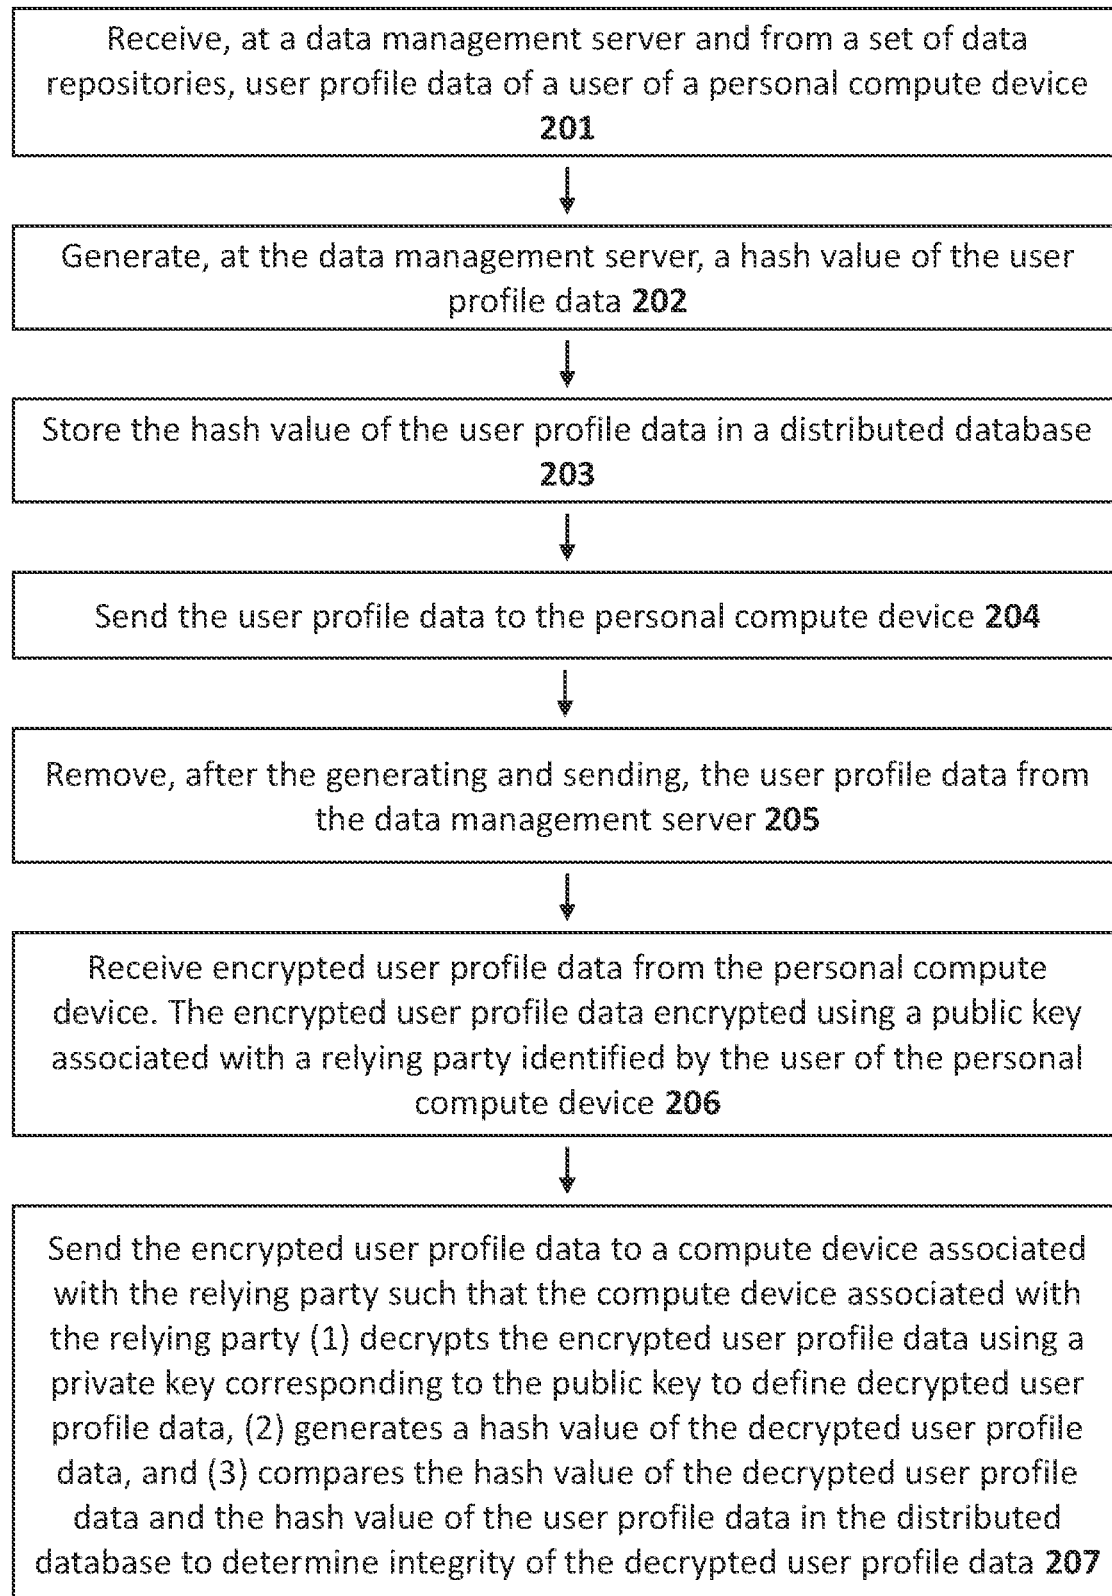 Receive, at a data management server and from a set of data
repositories, user profile data of a user of a personal compute device
201
Generate, at the data management server, a hash value of the user
profile data 202
Store the hash value of the user profile data in a distributed database
203
Send the user profile data to the personal compute device 204
Remove, after the generating and sending, the user profile data from
the data management server 205
Receive encrypted user profile data from the personal compute
device. The encrypted user profile data encrypted using a public key
associated with a relying party identified by the user of the personal
compute device 206
Send the encrypted user profile data to a compute device associated
with the relying party such that the compute device associated with
the relying party (1) decrypts the encrypted user profile data using a
private key corresponding to the public key to define decrypted user
profile data, (2) generates a hash value of the decrypted user profile
data, and (3) compares the hash value of the decrypted user profile
data and the hash value of the user profile data in the distributed
database to determine integrity of the decrypted user profile data 207